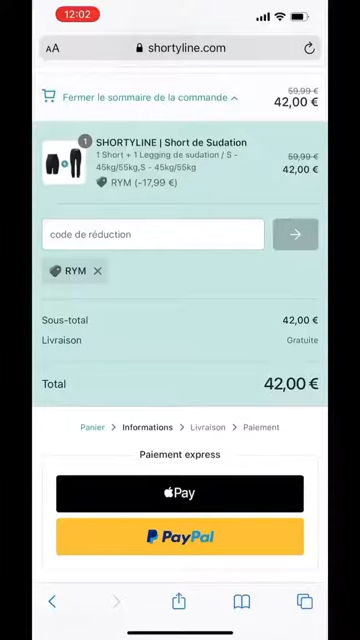 12:02
AA
shortyline.com
Fermer le sommaire de la commande
59,99 €
42,00 €
1
SHORTYLINE | Short de Sudation
1 Short + 1 Legging de sudation / S -
45kg/55kg,S - 45kg/55kg
RYM (-17,99 €)
59,99 €
42,00 €
code de réduction
RYM
Sous-total
42,00 €
Livraison
Gratuite
Total
42,00 €
Panier > Informations > Livraison > Paiement
Paiement express
Pay
PayPal